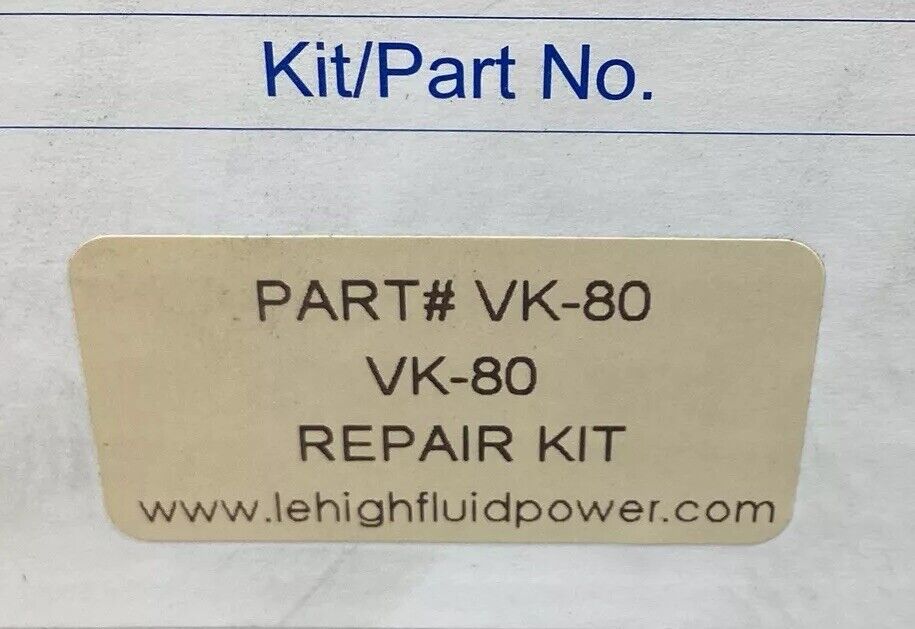 Kit/Part No.
PART# VK-80
VK-80
REPAIR KIT
www.lehighfluidpower.com